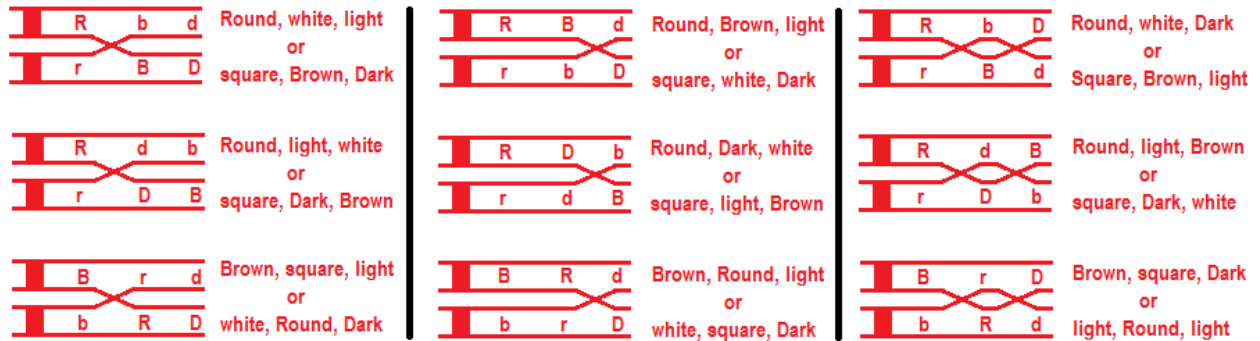 R b d
r B D
Round, white, light
or
square, Brown, Dark
R B d
r b D
Round, Brown, light
or
square, white, Dark
R b D
r B d
Round, white, Dark
or
Square, Brown, light
R d b
r D B
Round, light, white
or
square, Dark, Brown
R D b
r d B
Round, Dark, white
or
square, light, Brown
R d B
r D b
Round, light, Brown
or
square, Dark, white
B r d
b R D
Brown, square, light
or
white, Round, Dark
B R d
b r D
Brown, Round, light
or
white, square, Dark
B r D
b R d
Brown, square, Dark
or
light, Round, light